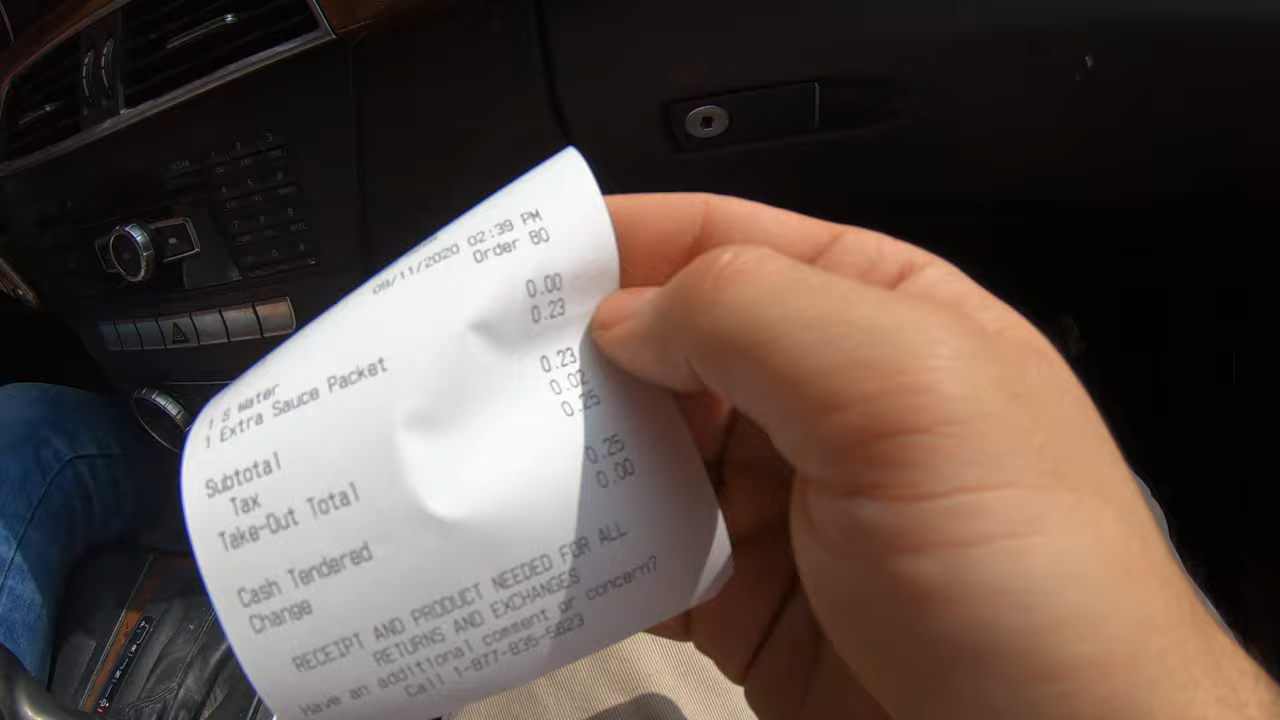 09/11/2020 02:39 PM
Order 80
1 S Water 0.00
1 Extra Sauce Packet 0.23
Subtotal 0.23
Tax 0.02
Take-Out Total 0.25
Cash Tendered 0.25
Change 0.00
RECEIPT AND PRODUCT NEEDED FOR ALL
RETURNS AND EXCHANGES
Have an additional comment or concern?
Call 1-877-835-5623